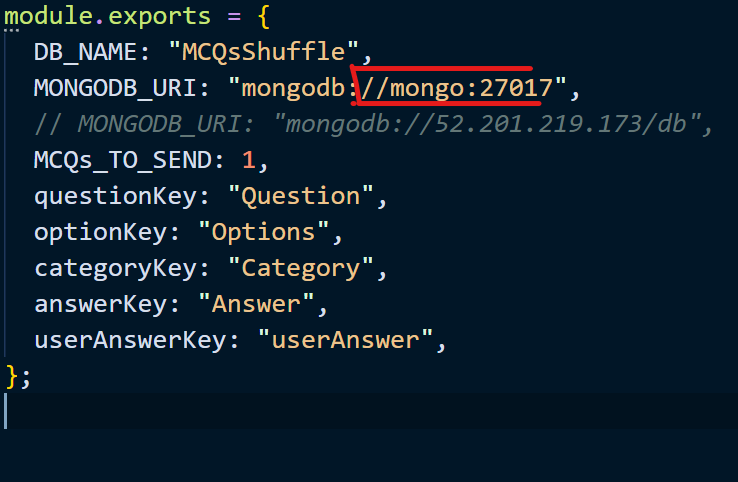 module.exports = {
DB_NAME: "MCQsShuffle",
MONGODB_URI: "mongodb://mongo:27017",
// MONGODB_URI: "mongodb://52.201.219.173/db",
MCQs_TO_SEND: 1,
questionKey: "Question",
optionKey: "Options",
categoryKey: "Category",
answerKey: "Answer",
userAnswerKey: "userAnswer",
};